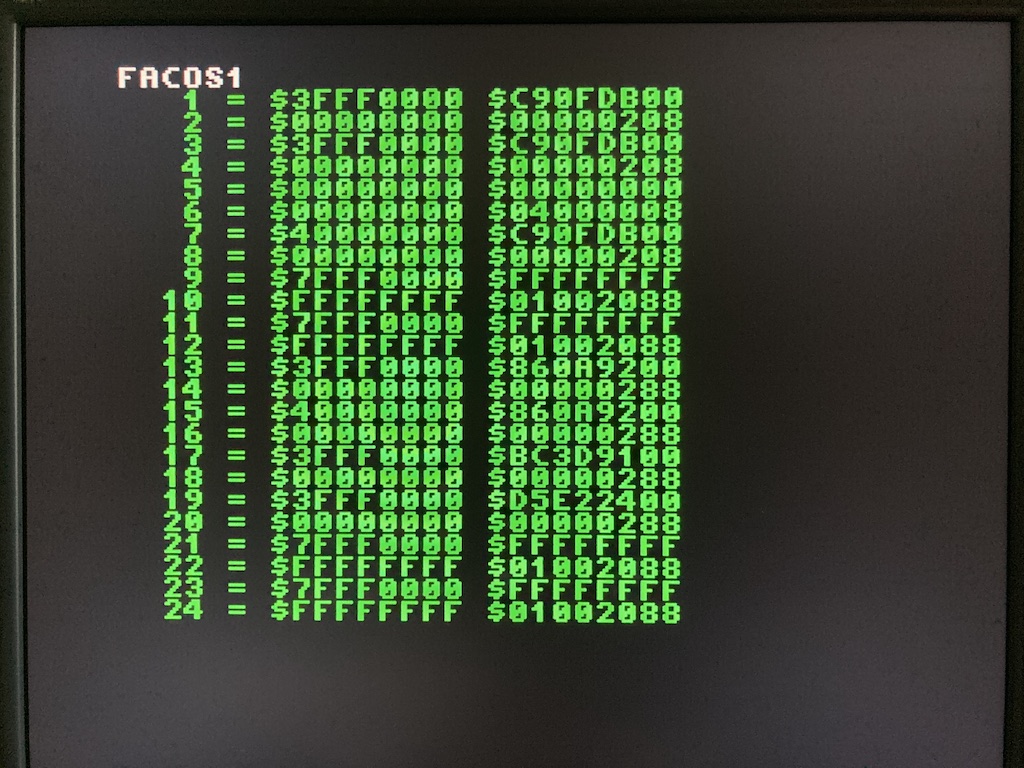 FACOS1
1 = $3FFF0000 $C90FDB00
2 = $00000000 $00000208
3 = $3FFF0000 $C90FDB00
4 = $00000000 $00000208
5 = $00000000 $00000000
6 = $00000000 $04000008
7 = $40000000 $C90FDB00
8 = $00000000 $00000208
9 = $7FFF0000 $FFFFFFFF
10 = $FFFFFFFF $01002088
11 = $7FFF0000 $FFFFFFFF
12 = $FFFFFFFF $01002088
13 = $3FFF0000 $860A9200
14 = $00000000 $00000288
15 = $40000000 $860A9200
16 = $00000000 $00000288
17 = $3FFF0000 $BC3D9100
18 = $00000000 $00000288
19 = $3FFF0000 $D5E22400
20 = $00000000 $00000288
21 = $7FFF0000 $FFFFFFFF
22 = $FFFFFFFF $01002088
23 = $7FFF0000 $FFFFFFFF
24 = $FFFFFFFF $01002088